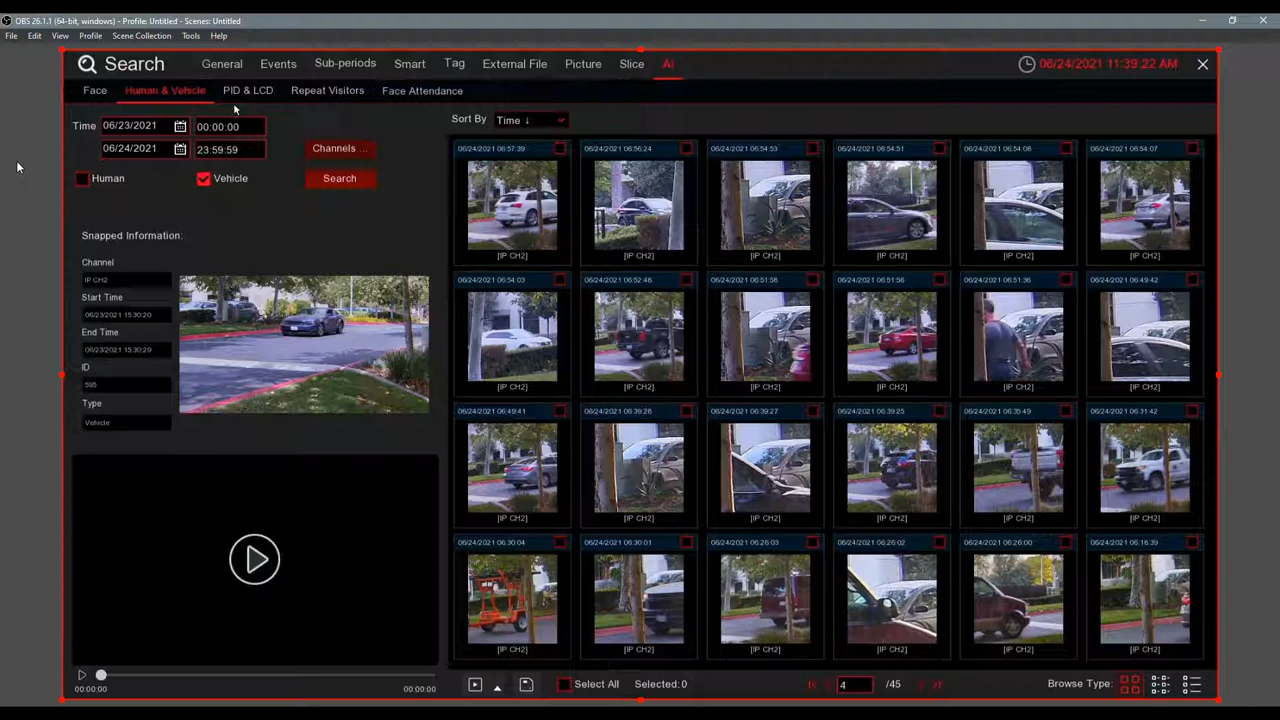 OBS 26.1.1 (64-bit, windows) - Profile: Untitled - Scenes: Untitled
File Edit View Profile Scene Collection Tools Help
Search General Events Sub-periods Smart Tag External File Picture Slice AI 06/24/2021 11:39:22 AM
Face Human & Vehicle PID & LCD Repeat Visitors Face Attendance
Time 06/23/2021 00:00:00
06/24/2021 23:59:59 Channels ...
Human Vehicle Search
Sort By Time ↓
Snapped Information:
Channel
IP CH2
Start Time
06/23/2021 15:30:20
End Time
06/23/2021 15:30:29
ID
595
Type
Vehicle
00:00:00 00:00:00
06/24/2021 06:57:39 06/24/2021 06:56:24 06/24/2021 06:54:53 06/24/2021 06:54:51 06/24/2021 06:54:08 06/24/2021 06:54:07
[IP CH2] [IP CH2] [IP CH2] [IP CH2] [IP CH2] [IP CH2]
06/24/2021 06:54:03 06/24/2021 06:52:48 06/24/2021 06:51:58 06/24/2021 06:51:56 06/24/2021 06:51:36 06/24/2021 06:49:42
[IP CH2] [IP CH2] [IP CH2] [IP CH2] [IP CH2] [IP CH2]
06/24/2021 06:49:41 06/24/2021 06:39:28 06/24/2021 06:39:27 06/24/2021 06:39:25 06/24/2021 06:35:49 06/24/2021 06:31:42
[IP CH2] [IP CH2] [IP CH2] [IP CH2] [IP CH2] [IP CH2]
06/24/2021 06:30:04 06/24/2021 06:30:01 06/24/2021 06:26:03 06/24/2021 06:26:02 06/24/2021 06:26:00 06/24/2021 06:18:39
[IP CH2] [IP CH2] [IP CH2] [IP CH2] [IP CH2] [IP CH2]
Select All Selected:0 4 /45 Browse Type: